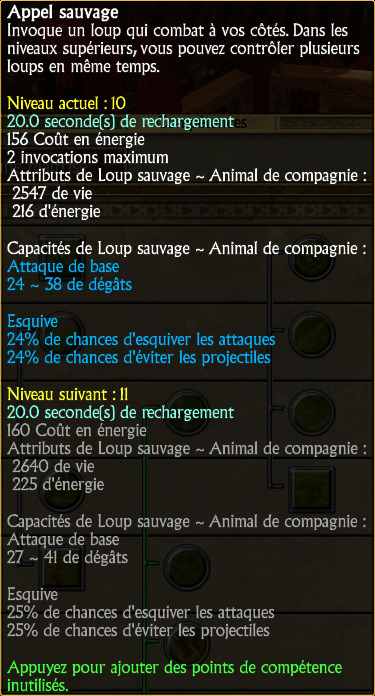 Appel sauvage
Invoque un loup qui combat à vos côtés. Dans les
niveaux supérieurs, vous pouvez contrôler plusieurs
loups en même temps.
Niveau actuel : 10
20.0 seconde(s) de rechargement
156 Coût en énergie
2 invocations maximum
Attributs de Loup sauvage ~ Animal de compagnie :
2547 de vie
216 d'énergie
Capacités de Loup sauvage ~ Animal de compagnie :
Attaque de base
24 ~ 38 de dégâts
Esquive
24% de chances d'esquiver les attaques
24% de chances d'éviter les projectiles
Niveau suivant : 11
20.0 seconde(s) de rechargement
160 Coût en énergie
Attributs de Loup sauvage ~ Animal de compagnie :
2640 de vie
225 d'énergie
Capacités de Loup sauvage ~ Animal de compagnie :
Attaque de base
27 ~ 41 de dégâts
Esquive
25% de chances d'esquiver les attaques
25% de chances d'éviter les projectiles
Appuyez pour ajouter des points de compétence
inutilisés.